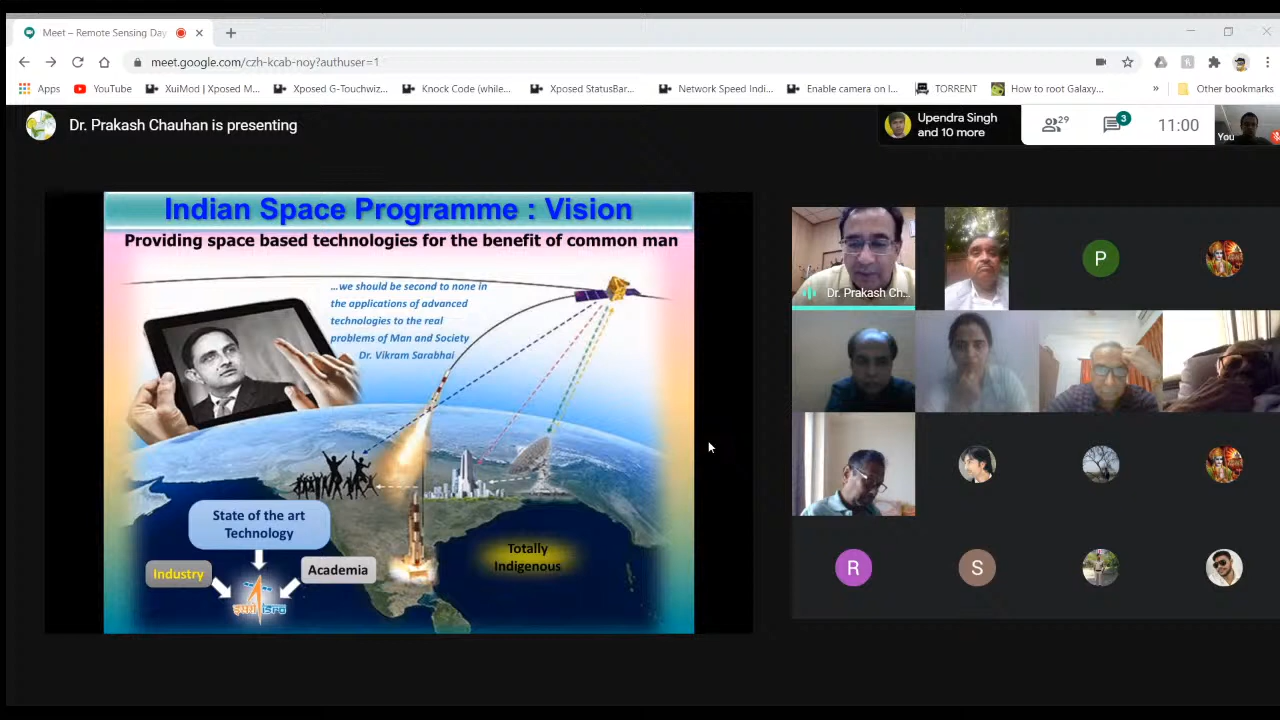 Meet – Remote Sensing Day
meet.google.com/czh-kcab-noy?authuser=1
Apps
YouTube
XuiMod | Xposed M...
Xposed G-Touchwiz...
Knock Code (while...
Xposed StatusBar...
Network Speed Indi...
Enable camera on l...
TORRENT
How to root Galaxy...
»
Other bookmarks
Dr. Prakash Chauhan is presenting
Upendra Singh
and 10 more
29
3
11:00
You
Indian Space Programme : Vision
Providing space based technologies for the benefit of common man
...we should be second to none in
the applications of advanced
technologies to the real
problems of Man and Society
Dr. Vikram Sarabhai
State of the art
Technology
Industry
Academia
इसरो isro
Totally
Indigenous
Dr. Prakash Ch...
P
R
S